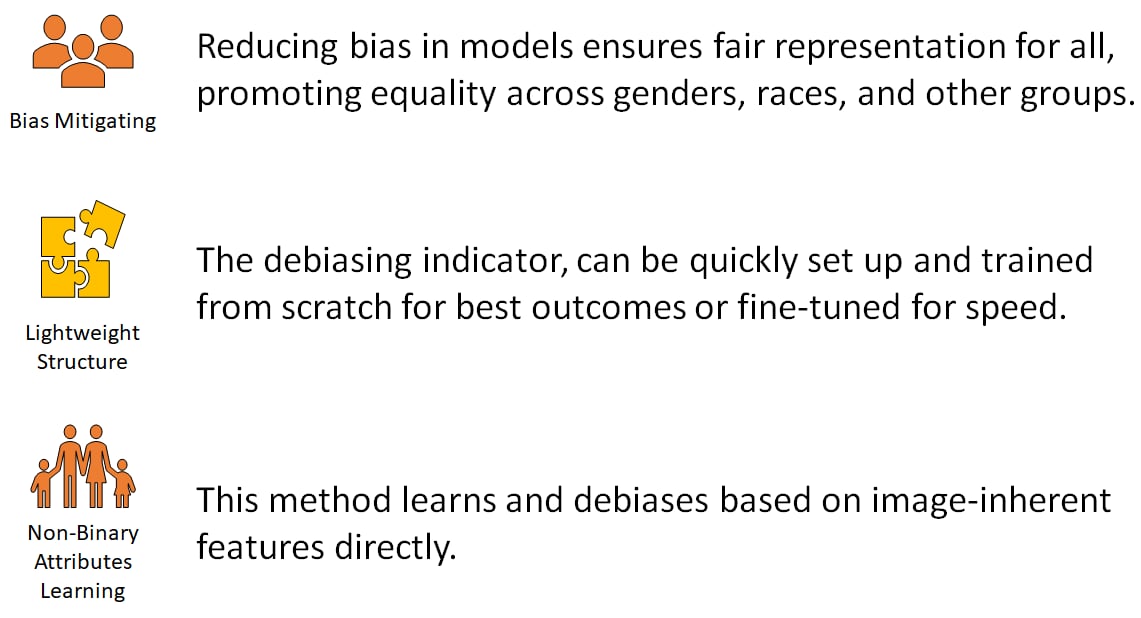 Reducing bias in models ensures fair representation for all,
promoting equality across genders, races, and other groups.
Bias Mitigating
The debiasing indicator, can be quickly set up and trained
from scratch for best outcomes or fine-tuned for speed.
Lightweight
Structure
This method learns and debiases based on image-inherent
features directly.
Non-Binary
Attributes
Learning